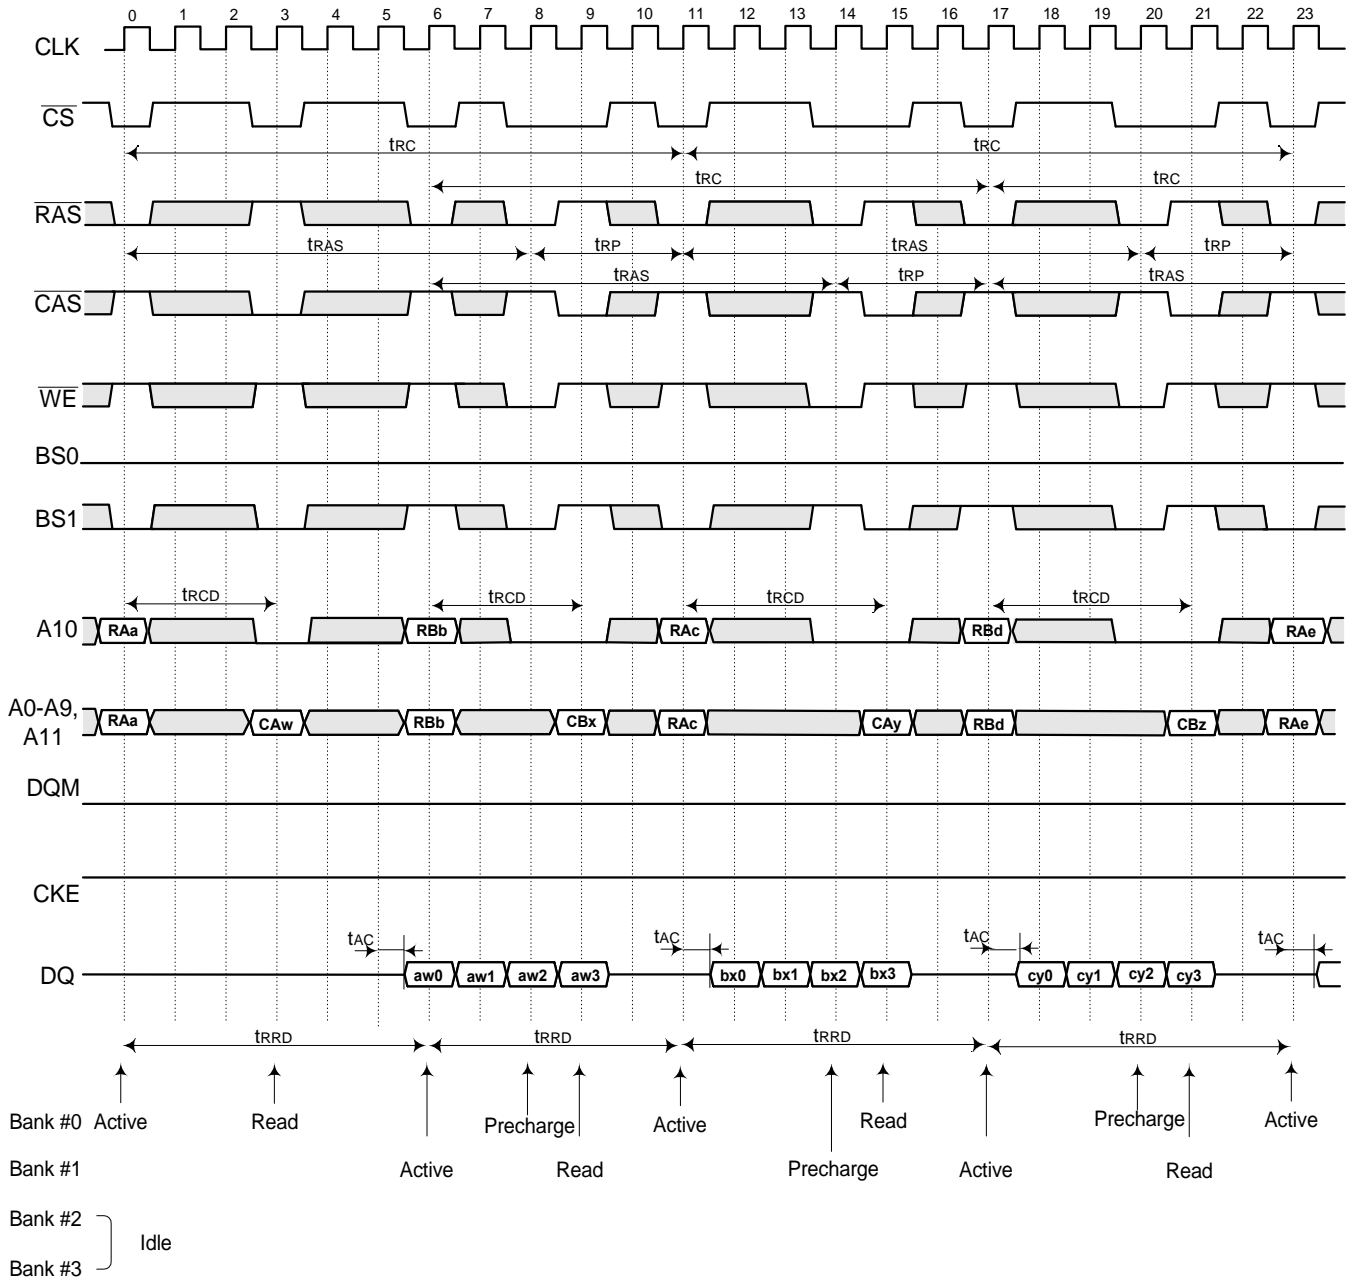 0 1 2 3 4 5 6 7 8 9 10 11 12 13 14 15 16 17 18 19 20 21 22 23
CLK
CS
tRC tRC
tRC tRC
RAS
tRAS tRP tRAS tRP
tRAS tRP tRAS
CAS
WE
BS0
BS1
tRCD tRCD tRCD tRCD
A10 RAa RBb RAc RBd RAe
A0-A9,
A11
RAa CAw RBb CBx RAc CAy RBd CBz RAe
DQM
CKE
tAC tAC tAC tAC
DQ aw0 aw1 aw2 aw3 bx0 bx1 bx2 bx3 cy0 cy1 cy2 cy3
tRRD tRRD tRRD tRRD
Bank #0 Active Read Precharge Active Read Precharge Active
Bank #1 Active Read Precharge Active Read
Bank #2
Idle
Bank #3